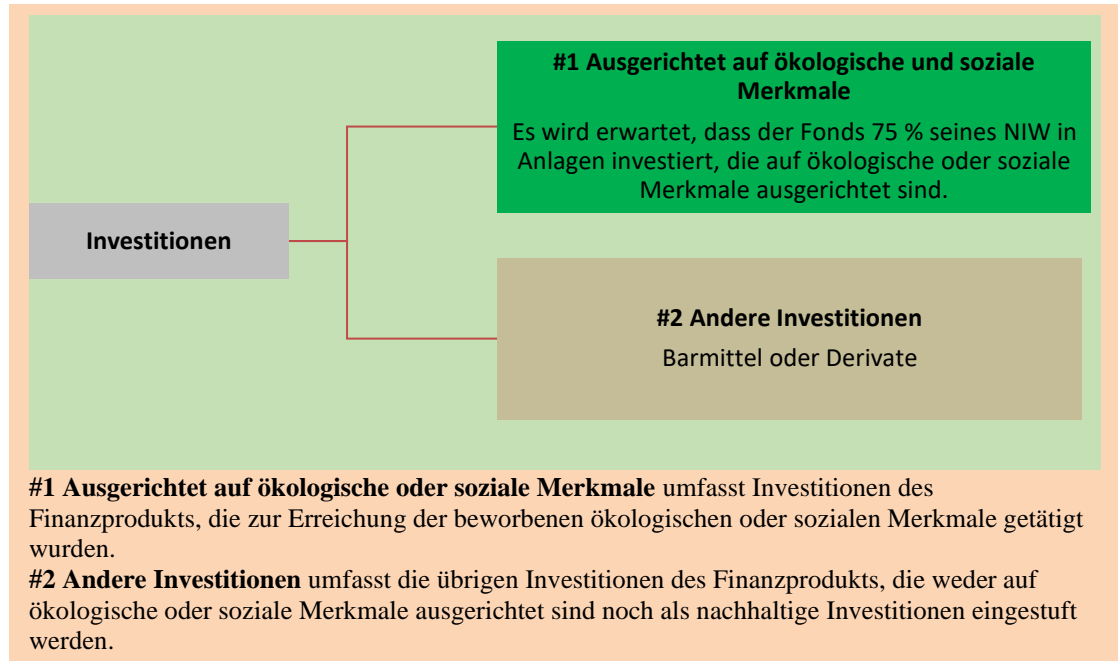 #1 Ausgerichtet auf ökologische und soziale
Merkmale
Es wird erwartet, dass der Fonds 75 % seines NIW in
Anlagen investiert, die auf ökologische oder soziale
Merkmale ausgerichtet sind.
Investitionen
#2 Andere Investitionen
Barmittel oder Derivate
#1 Ausgerichtet auf ökologische oder soziale Merkmale umfasst Investitionen des
Finanzprodukts, die zur Erreichung der beworbenen ökologischen oder sozialen Merkmale getätigt
wurden.
#2 Andere Investitionen umfasst die übrigen Investitionen des Finanzprodukts, die weder auf
ökologische oder soziale Merkmale ausgerichtet sind noch als nachhaltige Investitionen eingestuft
werden.